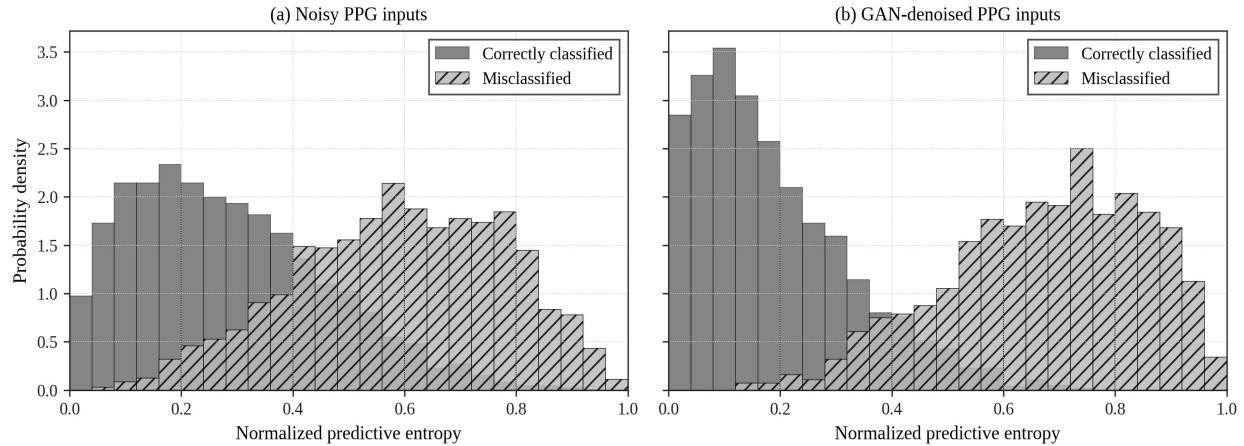 (a) Noisy PPG inputs
Correctly classified
Misclassified
Probability density
3.5
3.0
2.5
2.0
1.5
1.0
0.5
0.0
0.0 0.2 0.4 0.6 0.8 1.0
Normalized predictive entropy
(b) GAN-denoised PPG inputs
Correctly classified
Misclassified
0.0 0.2 0.4 0.6 0.8 1.0
Normalized predictive entropy